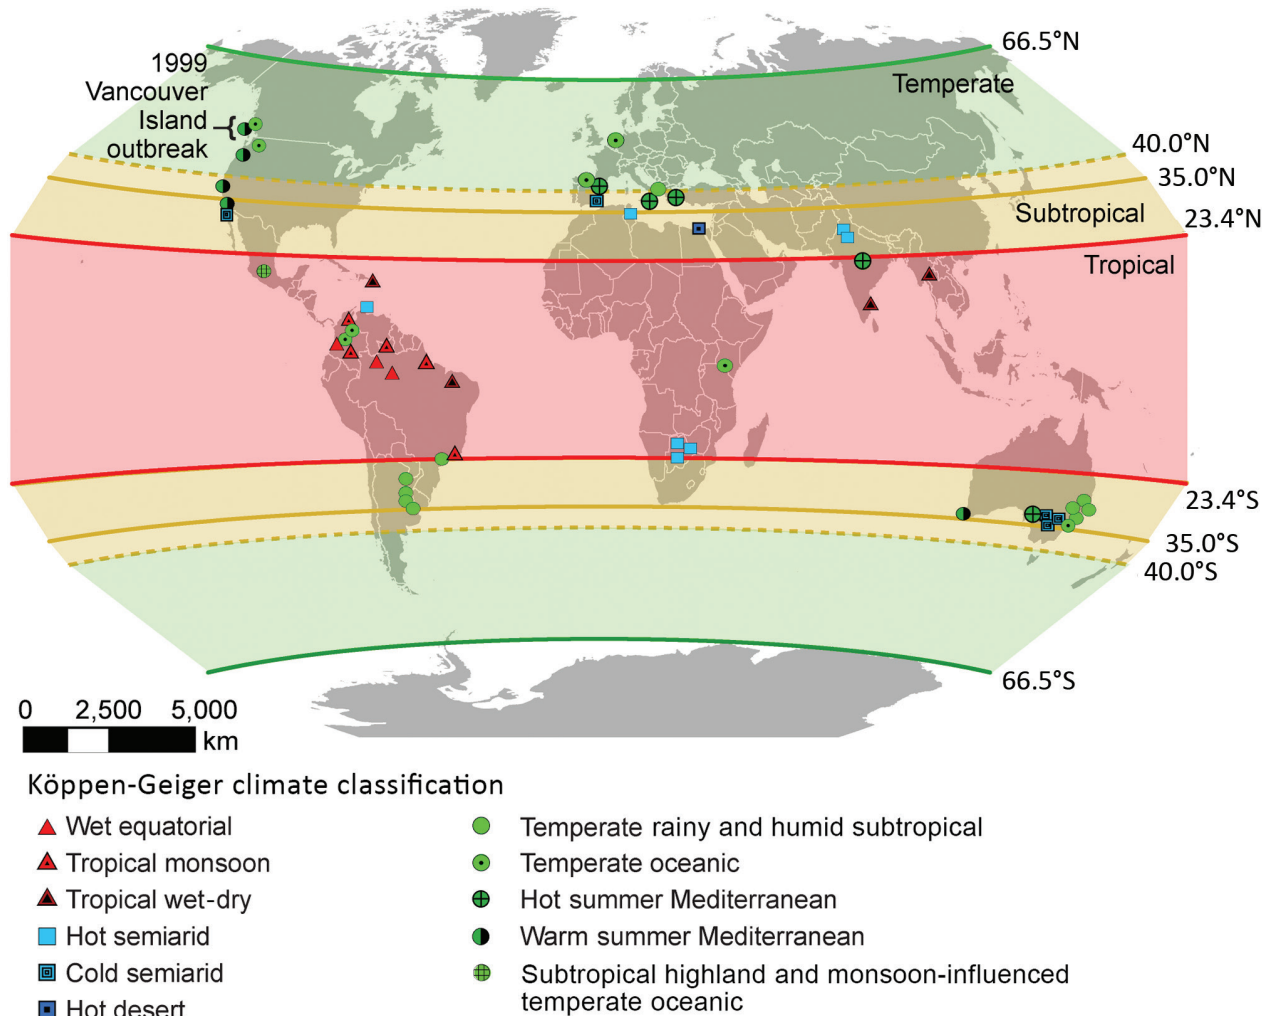 66.5°N
1999
Vancouver
Island
outbreak
Temperate
40.0°N
35.0°N
Subtropical
23.4°N
Tropical
23.4°S
35.0°S
40.0°S
66.5°S
0 2,500 5,000
km
Köppen-Geiger climate classification
Wet equatorial
Tropical monsoon
Tropical wet-dry
Hot semiarid
Cold semiarid
Hot desert
Temperate rainy and humid subtropical
Temperate oceanic
Hot summer Mediterranean
Warm summer Mediterranean
Subtropical highland and monsoon-influenced
temperate oceanic